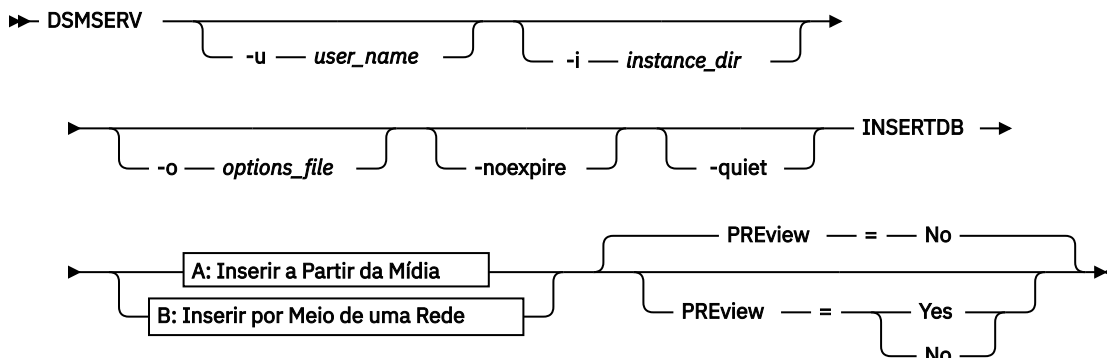 DSMSERV
-u user_name -i instance_dir
INSERTDB
-o options_file -noexpire -quiet
PREview = No
A: Inserir a Partir da Mídia
B: Inserir por Meio de uma Rede
PREview = Yes
No